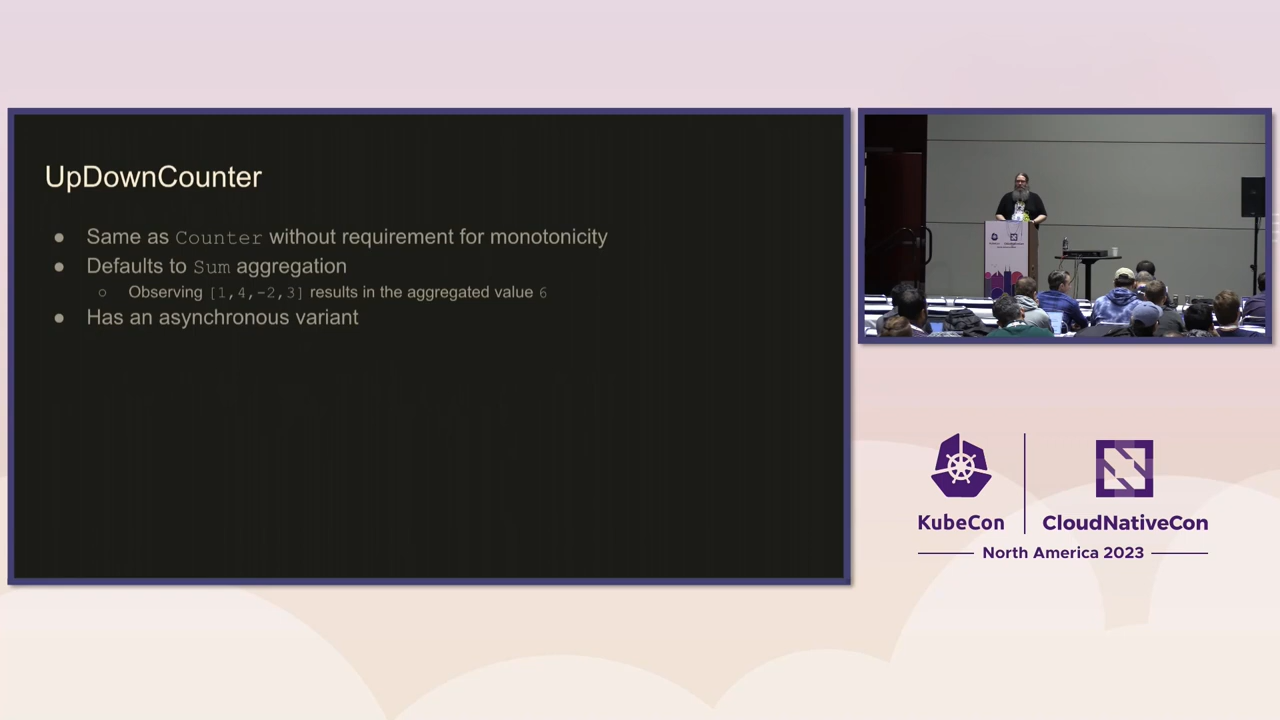 UpDownCounter
● Same as Counter without requirement for monotonicity
● Defaults to Sum aggregation
○ Observing [1,4,-2,3] results in the aggregated value 6
● Has an asynchronous variant
KubeCon
CloudNativeCon
North America 2023